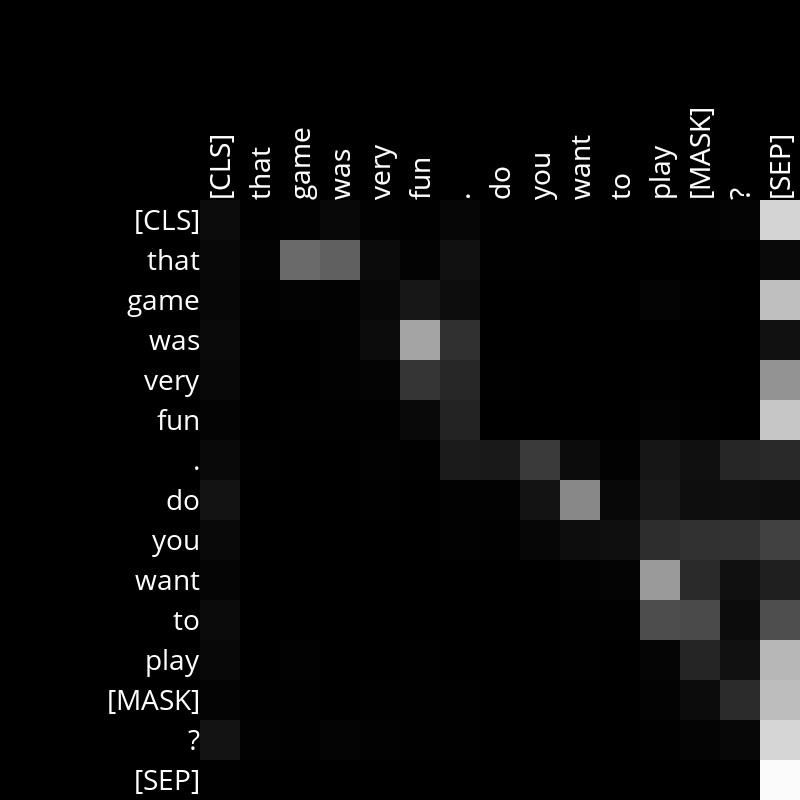 [CLS]
that
game
was
very
fun
.
do
you
want
to
play
[MASK]
?
[SEP]
[CLS]
that
game
was
very
fun
.
do
you
want
to
play
[MASK]
?
[SEP]